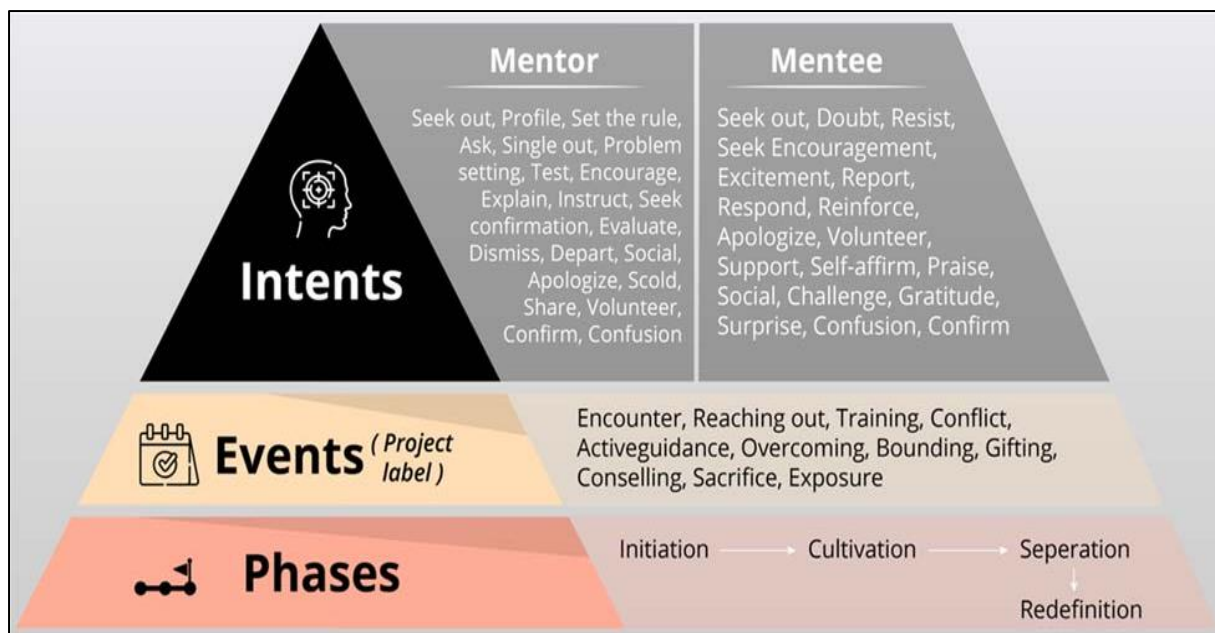 Mentor
Seek out, Profile, Set the rule,
Ask, Single out, Problem
setting, Test, Encourage,
Explain, Instruct, Seek
confirmation, Evaluate,
Dismiss, Depart, Social,
Apologize, Scold,
Share, Volunteer,
Confirm, Confusion
Mentee
Seek out, Doubt, Resist,
Seek Encouragement,
Excitement, Report,
Respond, Reinforce,
Apologize, Volunteer,
Support, Self-affirm, Praise,
Social, Challenge, Gratitude,
Surprise, Confusion, Confirm
Intents
Events ( Project
label )
Encounter, Reaching out, Training, Conflict,
Activeguidance, Overcoming, Bounding, Gifting,
Conselling, Sacrifice, Exposure
Phases
Initiation
Cultivation
Seperation
Redefinition